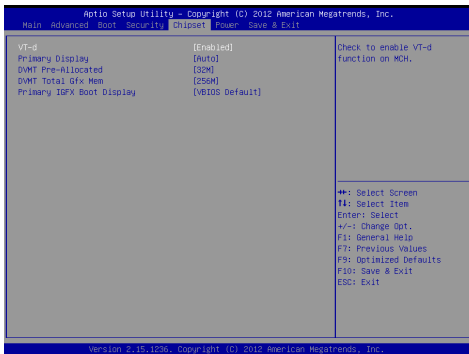 Aptio Setup Utility – Copyright (C) 2012 American Megatrends, Inc.
Main Advanced Boot Security Chipset Power Save & Exit
VT-d [Enabled]
Primary Display [Auto]
DVMT Pre-Allocated [32M]
DVMT Total Gfx Mem [256M]
Primary IGFX Boot Display [VBIOS Default]
Check to enable VT-d
function on MCH.
↔: Select Screen
↑↓: Select Item
Enter: Select
+/-: Change Opt.
F1: General Help
F7: Previous Values
F9: Optimized Defaults
F10: Save & Exit
ESC: Exit
Version 2.15.1236. Copyright (C) 2012 American Megatrends, Inc.